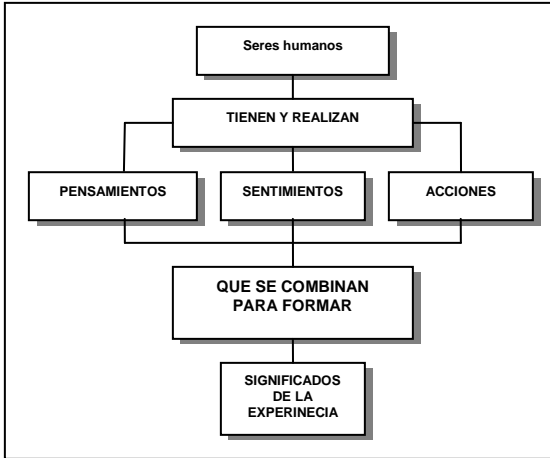 Seres humanos
TIENEN Y REALIZAN
PENSAMIENTOS
SENTIMIENTOS
ACCIONES
QUE SE COMBINAN
PARA FORMAR
SIGNIFICADOS
DE LA
EXPERINECIA